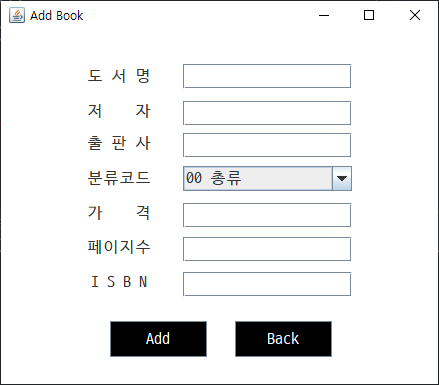 Add Book
도 서 명
저 자
출 판 사
분류코드 00 총류
가 격
페이지수
I S B N
Add Back